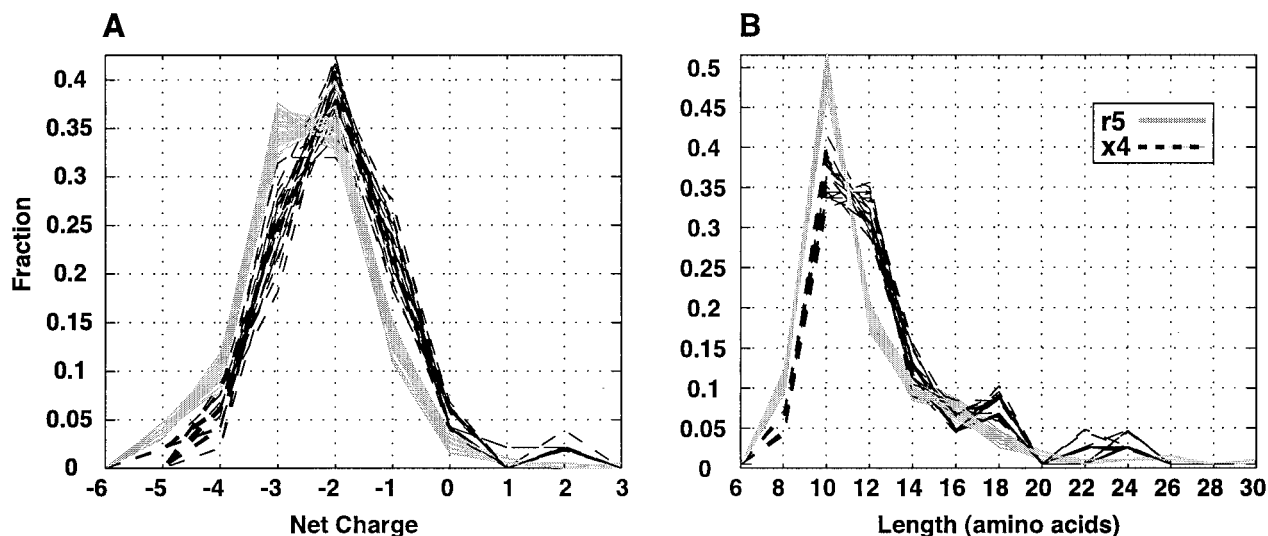 A
B
0.4
0.35
0.3
0.25
0.2
0.15
0.1
0.05
0
Fraction
-6 -5 -4 -3 -2 -1 0 1 2 3
Net Charge
0.5
0.45
0.4
0.35
0.3
0.25
0.2
0.15
0.1
0.05
0
r5
x4
6 8 10 12 14 16 18 20 22 24 26 28 30
Length (amino acids)